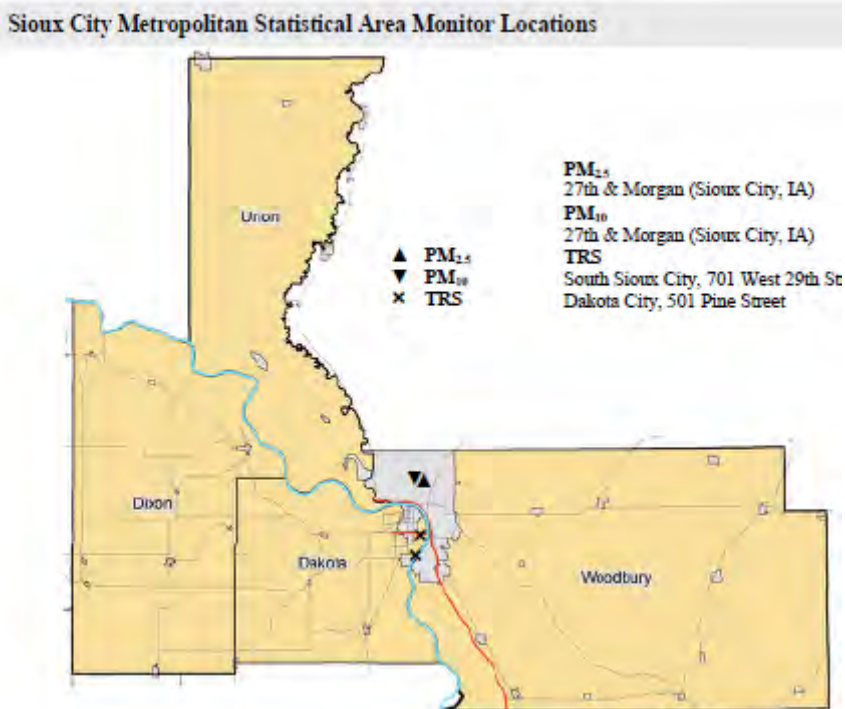 Sioux City Metropolitan Statistical Area Monitor Locations
Union
▲ PM2.5
▼ PM10
× TRS
PM2.5
27th & Morgan (Sioux City, IA)
PM10
27th & Morgan (Sioux City, IA)
TRS
South Sioux City, 701 West 29th Str
Dakota City, 501 Pine Street
Dixon
Dakota
Woodbury